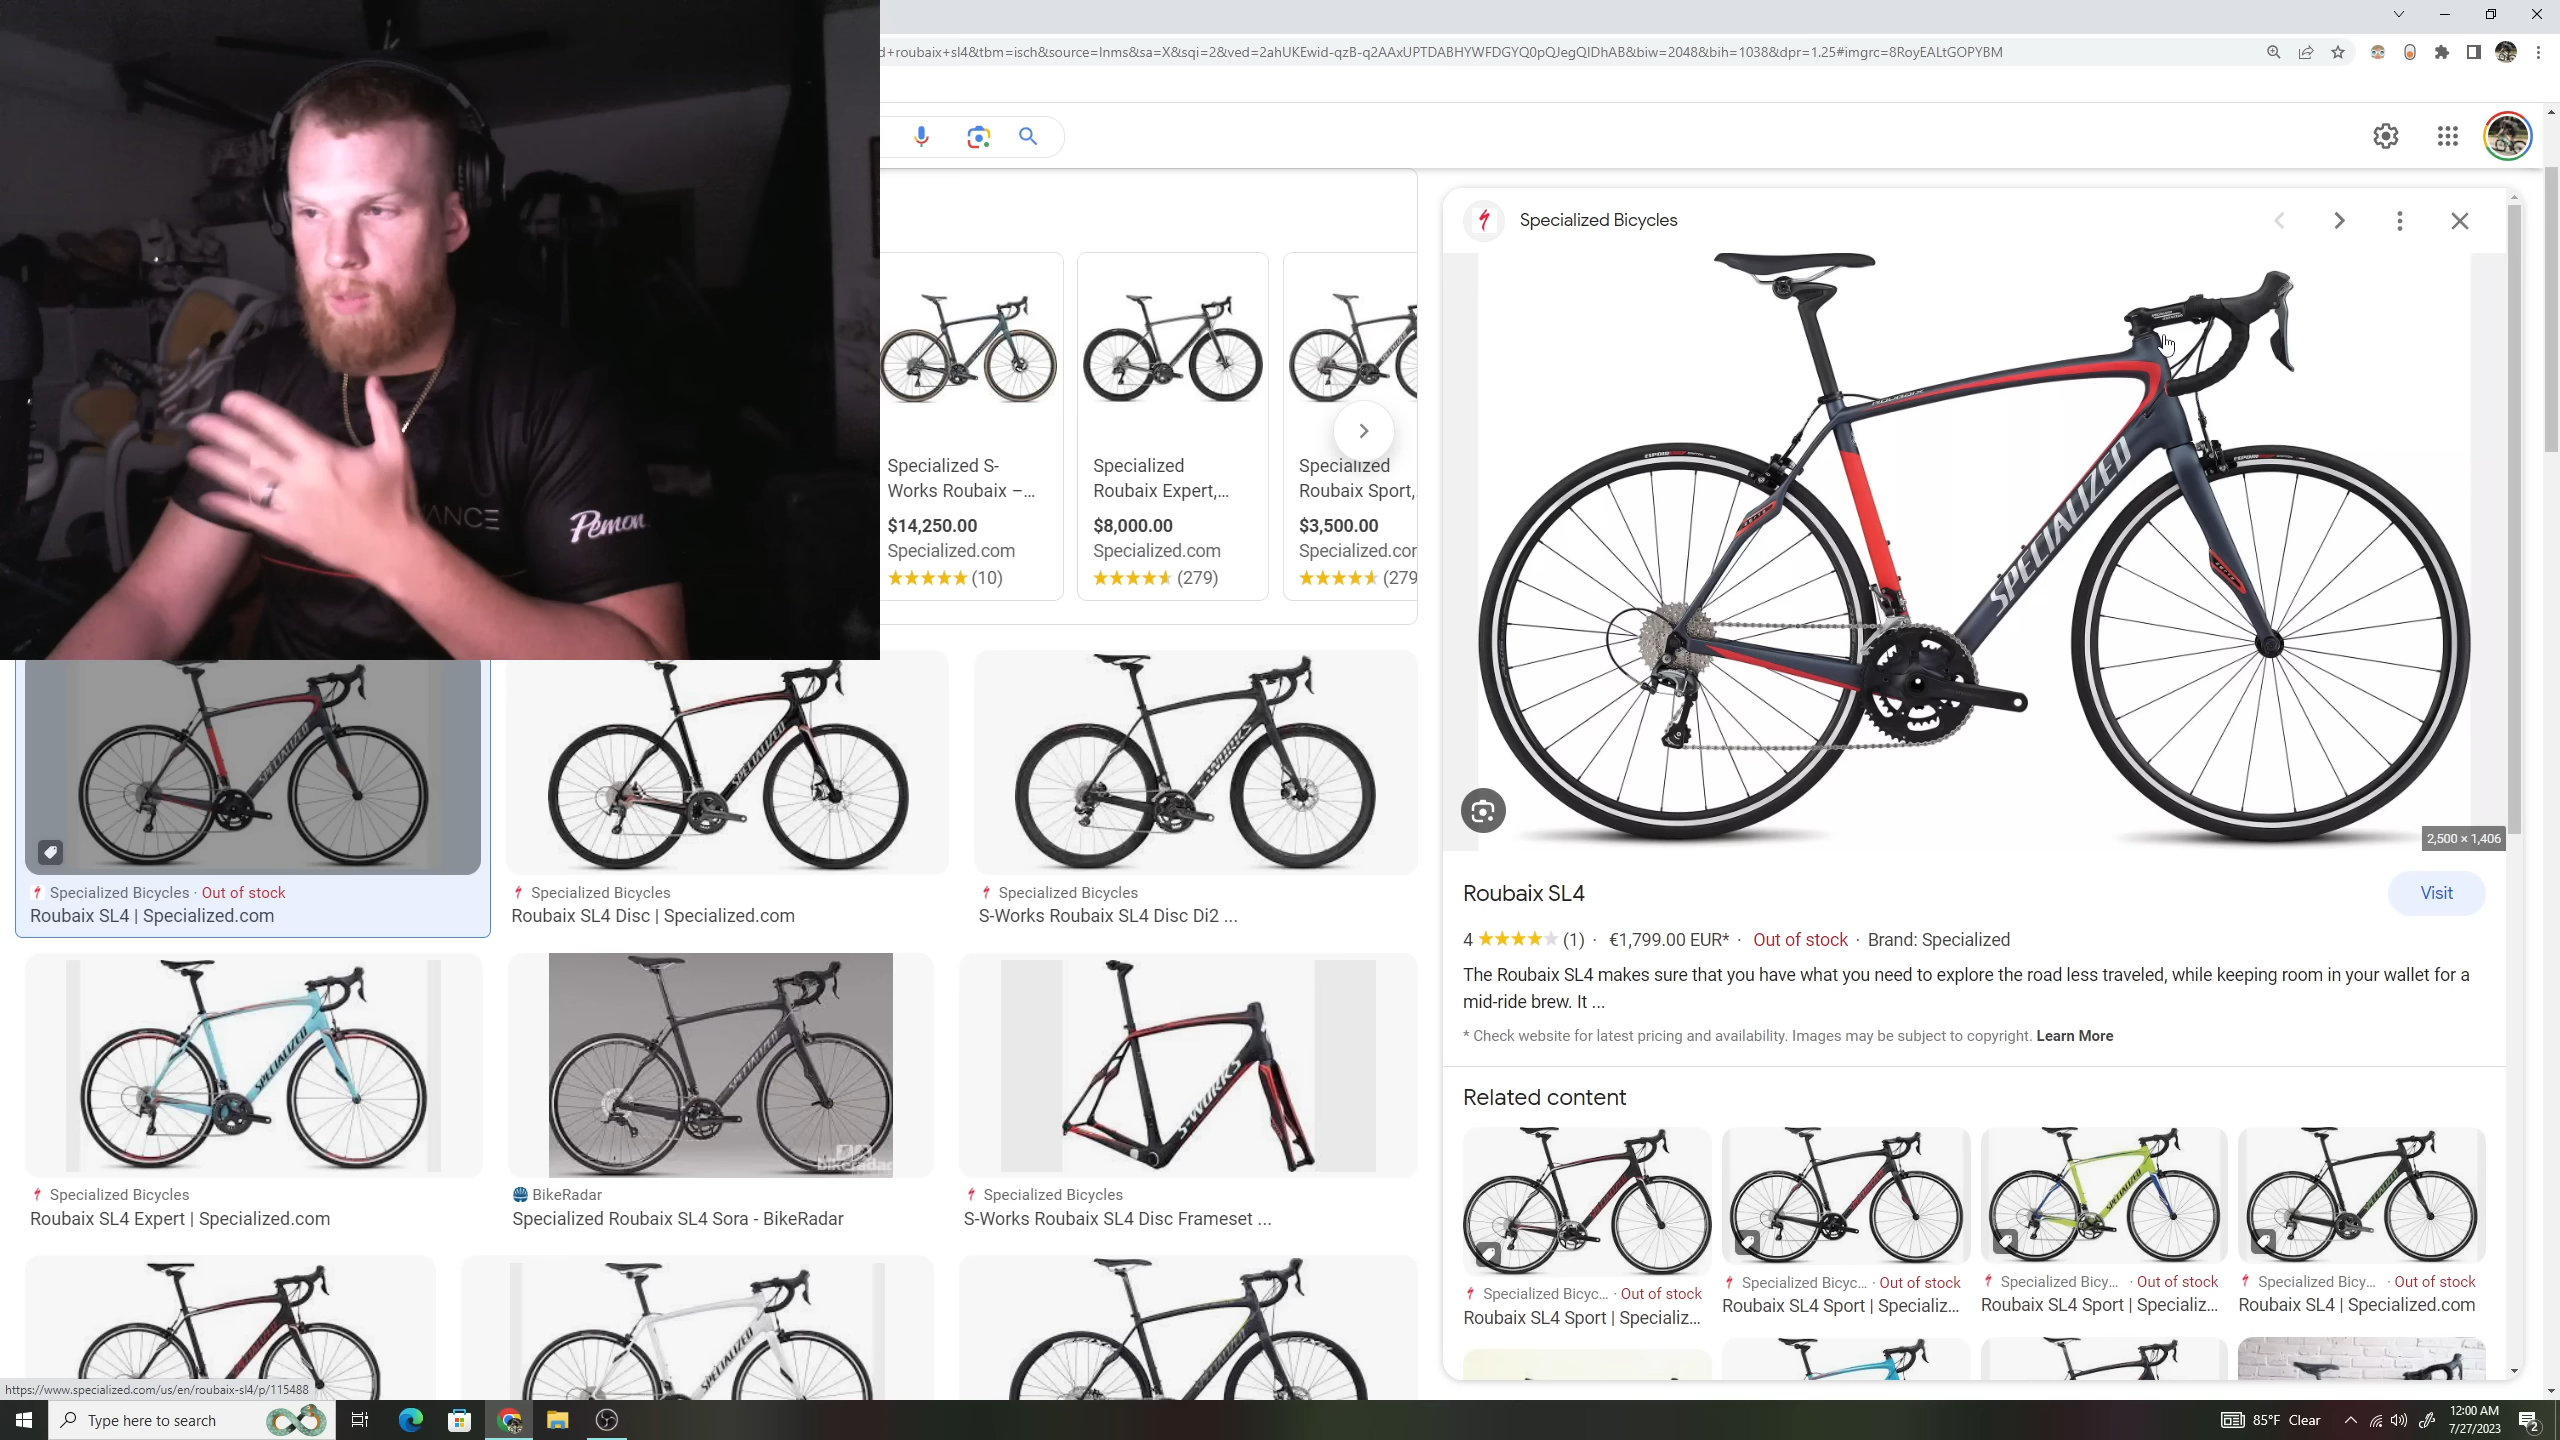 d+roubaix+sl4&tbm=isch&source=lnms&sa=X&sqi=2&ved=2ahUKEwid-qzB-q2AAxUPTDABHYWFDGYQ0pQJegQIDhAB&biw=2048&bih=1038&dpr=1.25#imgrc=8RoyEALtGOPYBM
ANCE
Pemon
Specialized S-
Works Roubaix –...
$14,250.00
Specialized.com
(10)
Specialized
Roubaix Expert,...
$8,000.00
Specialized.com
(279)
Specialized
Roubaix Sport,
$3,500.00
Specialized.cor
(279
Specialized Bicycles
SPECIALIZED
2,500 × 1,406
Roubaix SL4
Visit
4 (1) · €1,799.00 EUR* · Out of stock · Brand: Specialized
The Roubaix SL4 makes sure that you have what you need to explore the road less traveled, while keeping room in your wallet for a
mid-ride brew. It ...
* Check website for latest pricing and availability. Images may be subject to copyright. Learn More
Related content
Specialized Bicyc... · Out of stock
Roubaix SL4 Sport | Specializ...
Specialized Bicyc... · Out of stock
Roubaix SL4 Sport | Specializ...
Specialized Bicy... · Out of stock
Roubaix SL4 Sport | Specializ...
Specialized Bicy... · Out of stock
Roubaix SL4 | Specialized.com
SPECIALIZED
Specialized Bicycles · Out of stock
Roubaix SL4 | Specialized.com
SPECIALIZED
Specialized Bicycles
Roubaix SL4 Disc | Specialized.com
S-WORKS
Specialized Bicycles
S-Works Roubaix SL4 Disc Di2 ...
SPECIALIZED
Specialized Bicycles
Roubaix SL4 Expert | Specialized.com
SPECIALIZED
bikeradar
BikeRadar
Specialized Roubaix SL4 Sora - BikeRadar
S-WORKS
Specialized Bicycles
S-Works Roubaix SL4 Disc Frameset ...
https://www.specialized.com/us/en/roubaix-sl4/p/115488
Type here to search
85°F Clear
12:00 AM
7/27/2023
2